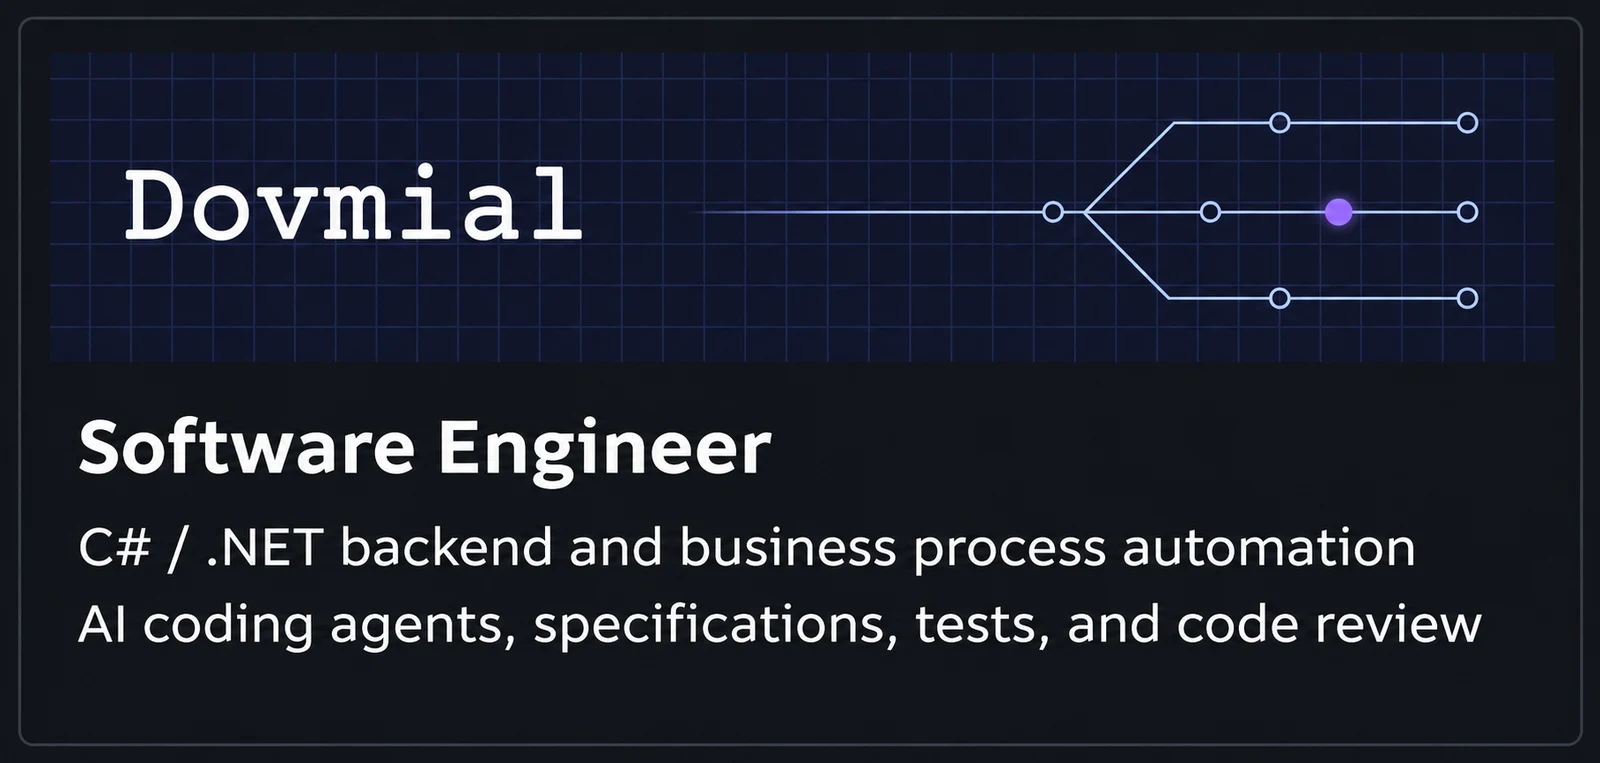 Dovmial
Software Engineer
C# / .NET backend and business process automation
AI coding agents, specifications, tests, and code review